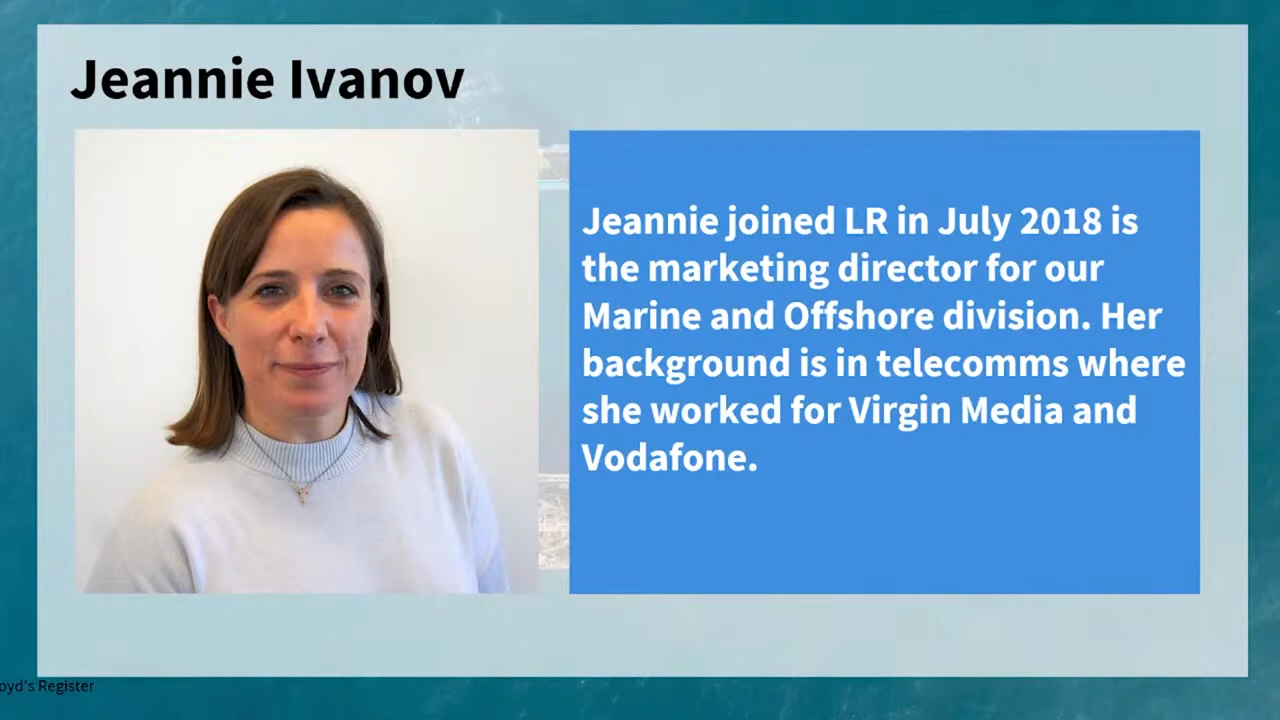 Jeannie Ivanov
Jeannie joined LR in July 2018 is
the marketing director for our
Marine and Offshore division. Her
background is in telecomms where
she worked for Virgin Media and
Vodafone.
oyd's Register